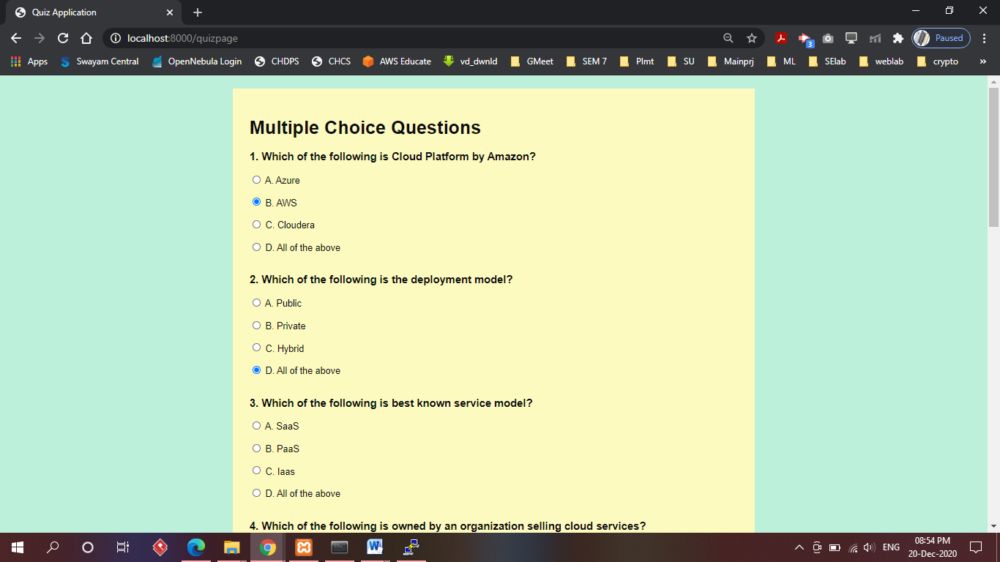 Quiz Application
localhost:8000/quizpage
Paused
3
Apps
Swayam Central
OpenNebula Login
CHDPS
CHCS
AWS Educate
vd_dwnld
GMeet
SEM 7
Plmt
SU
Mainprj
ML
SElab
weblab
crypto
»
Multiple Choice Questions
1. Which of the following is Cloud Platform by Amazon?
A. Azure
B. AWS
C. Cloudera
D. All of the above
2. Which of the following is the deployment model?
A. Public
B. Private
C. Hybrid
D. All of the above
3. Which of the following is best known service model?
A. SaaS
B. PaaS
C. Iaas
D. All of the above
4. Which of the following is owned by an organization selling cloud services?
ENG
08:54 PM
20-Dec-2020